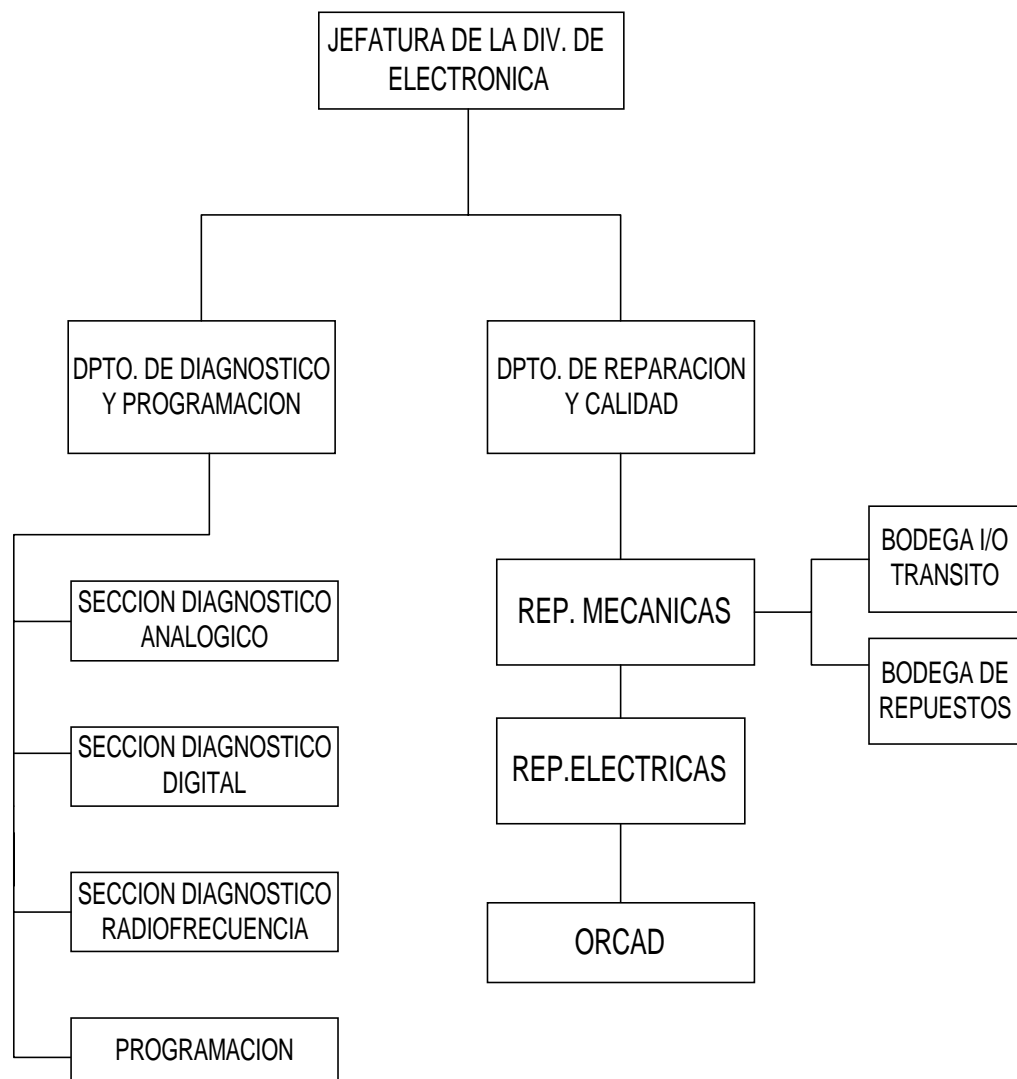 JEFATURA DE LA DIV. DE
ELECTRONICA
DPTO. DE DIAGNOSTICO
Y PROGRAMACION
DPTO. DE REPARACION
Y CALIDAD
SECCION DIAGNOSTICO
ANALOGICO
SECCION DIAGNOSTICO
DIGITAL
SECCION DIAGNOSTICO
RADIOFRECUENCIA
PROGRAMACION
REP. MECANICAS
REP.ELECTRICAS
ORCAD
BODEGA I/O
TRANSITO
BODEGA DE
REPUESTOS